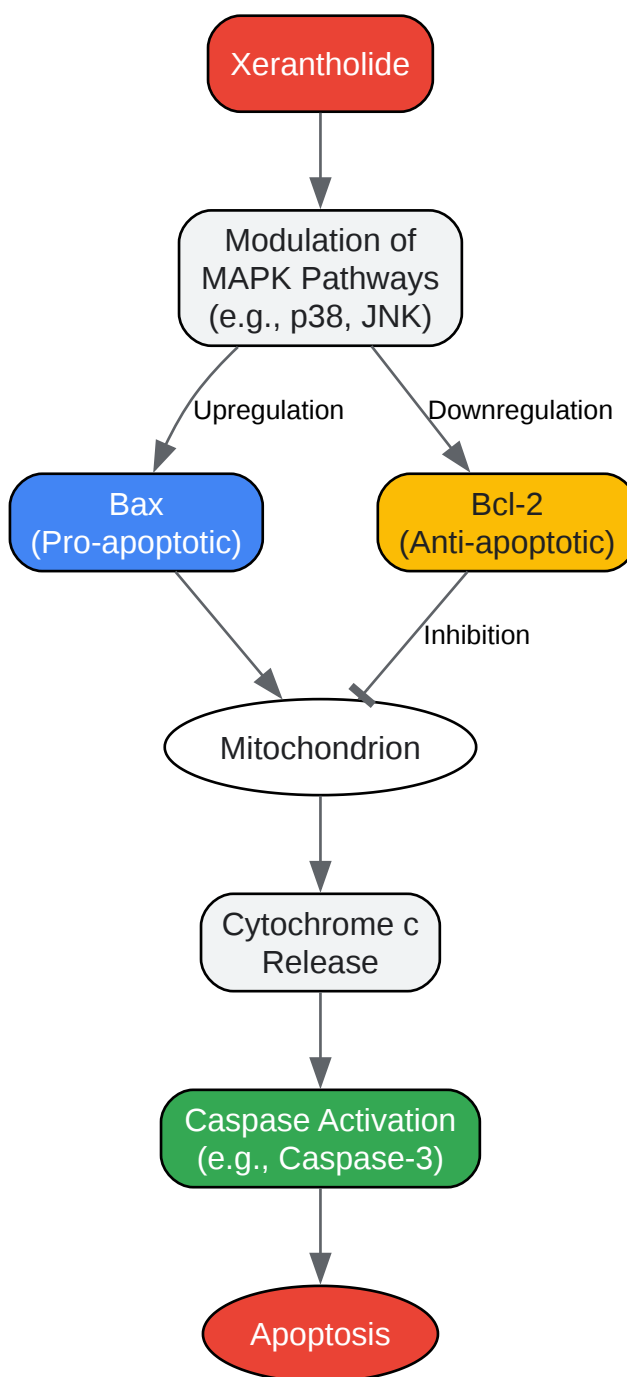 Xerantholide
Modulation of
MAPK Pathways
(e.g., p38, JNK)
Upregulation
Downregulation
Bax
(Pro-apoptotic)
Bcl-2
(Anti-apoptotic)
Inhibition
Mitochondrion
Cytochrome c
Release
Caspase Activation
(e.g., Caspase-3)
Apoptosis